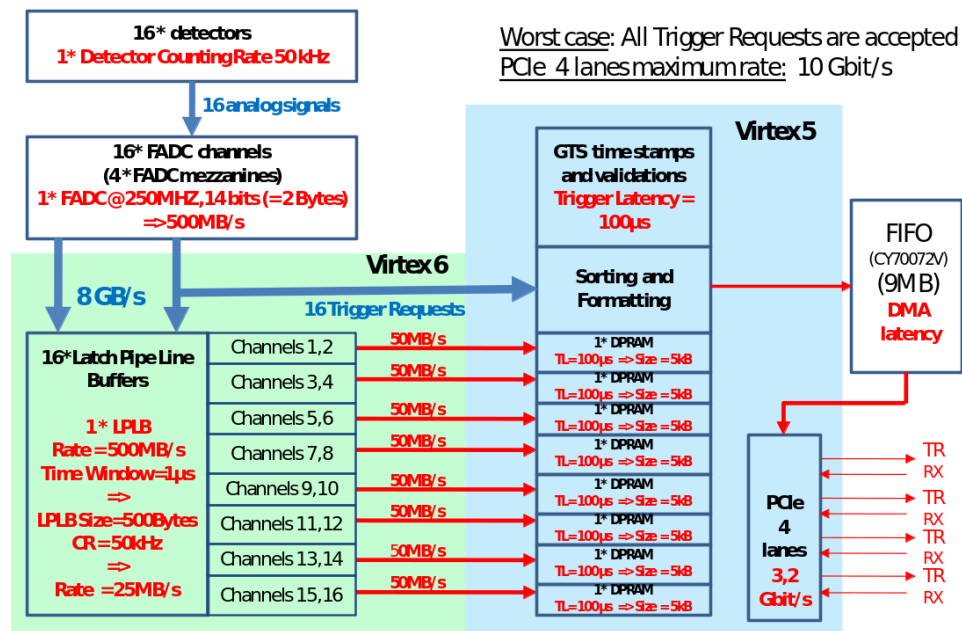 16* detectors
1* Detector Counting Rate 50 kHz
Worst case: All Trigger Requests are accepted
PCIe 4 lanes maximum rate: 10 Gbit/s
16 analog signals
16* FADC channels
(4* FADC mezzanines)
1* FADC@250MHZ, 14 bits (=2 Bytes)
=>500MB/s
Virtex 5
GTS time stamps
and validations
Trigger Latency =
100µs
Sorting and
Formatting
FIFO
(CY70072V)
(9MB)
DMA
latency
Virtex 6
8 GB/s
16 Trigger Requests
16* Latch Pipe Line
Buffers
1* LPLB
Rate = 500MB/s
Time Window=1µs
=>
LPLB Size=500Bytes
CR = 50kHz
=>
Rate = 25MB/s
Channels 1,2
50MB/s
1* DPRAM
TL=100µs => Size = 5kB
Channels 3,4
50MB/s
1* DPRAM
TL=100µs => Size = 5kB
Channels 5,6
50MB/s
1* DPRAM
TL=100µs => Size = 5kB
Channels 7,8
50MB/s
1* DPRAM
TL=100µs => Size = 5kB
Channels 9,10
50MB/s
1* DPRAM
TL=100µs => Size = 5kB
Channels 11,12
50MB/s
1* DPRAM
TL=100µs => Size = 5kB
Channels 13,14
50MB/s
1* DPRAM
TL=100µs => Size = 5kB
Channels 15,16
50MB/s
1* DPRAM
TL=100µs => Size = 5kB
PCIe
4
lanes
3,2
Gbit/s
TR
RX
TR
RX
TR
RX
TR
RX